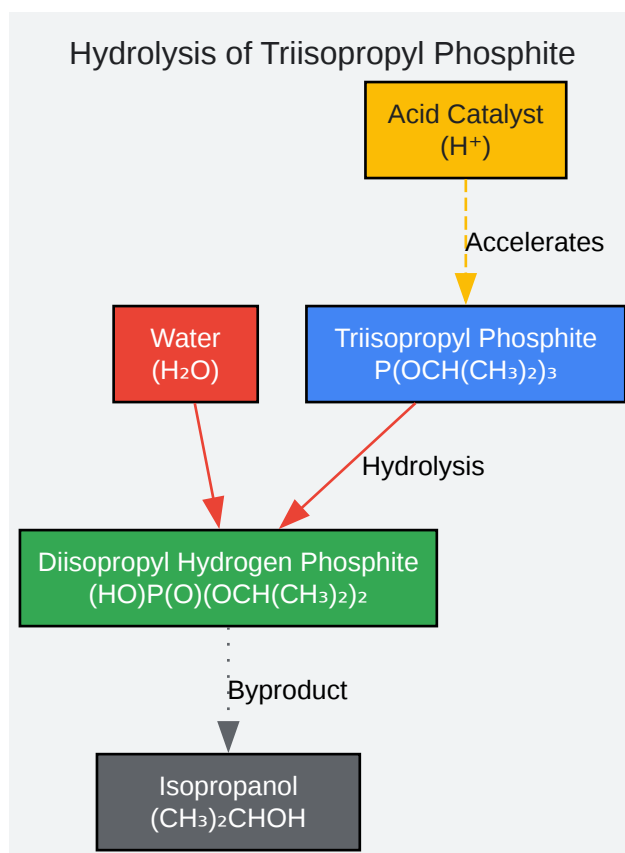 Hydrolysis of Triisopropyl Phosphite
Acid Catalyst
(H⁺)
Accelerates
Water
(H₂O)
Triisopropyl Phosphite
P(OCH(CH₃)₂)₃
Hydrolysis
Diisopropyl Hydrogen Phosphite
(HO)P(O)(OCH(CH₃)₂)₂
Byproduct
Isopropanol
(CH₃)₂CHOH